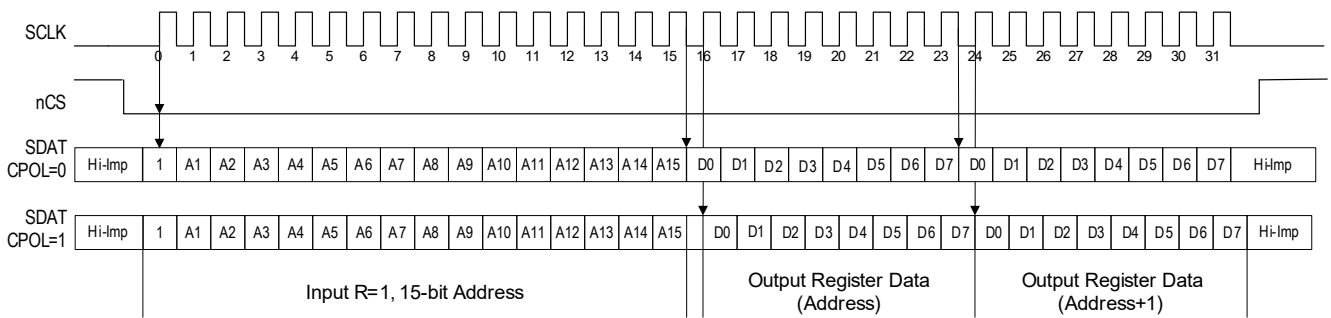 SCLK
0 1 2 3 4 5 6 7 8 9 10 11 12 13 14 15 16 17 18 19 20 21 22 23 24 25 26 27 28 29 30 31
nCS
SDAT
CPOL=0
Hi-Imp 1 A1 A2 A3 A4 A5 A6 A7 A8 A9 A10 A11 A12 A13 A14 A15 D0 D1 D2 D3 D4 D5 D6 D7 D0 D1 D2 D3 D4 D5 D6 D7 Hi-Imp
SDAT
CPOL=1
Hi-Imp 1 A1 A2 A3 A4 A5 A6 A7 A8 A9 A10 A11 A12 A13 A14 A15 D0 D1 D2 D3 D4 D5 D6 D7 D0 D1 D2 D3 D4 D5 D6 D7 Hi-Imp
Input R=1, 15-bit Address
Output Register Data
(Address)
Output Register Data
(Address+1)